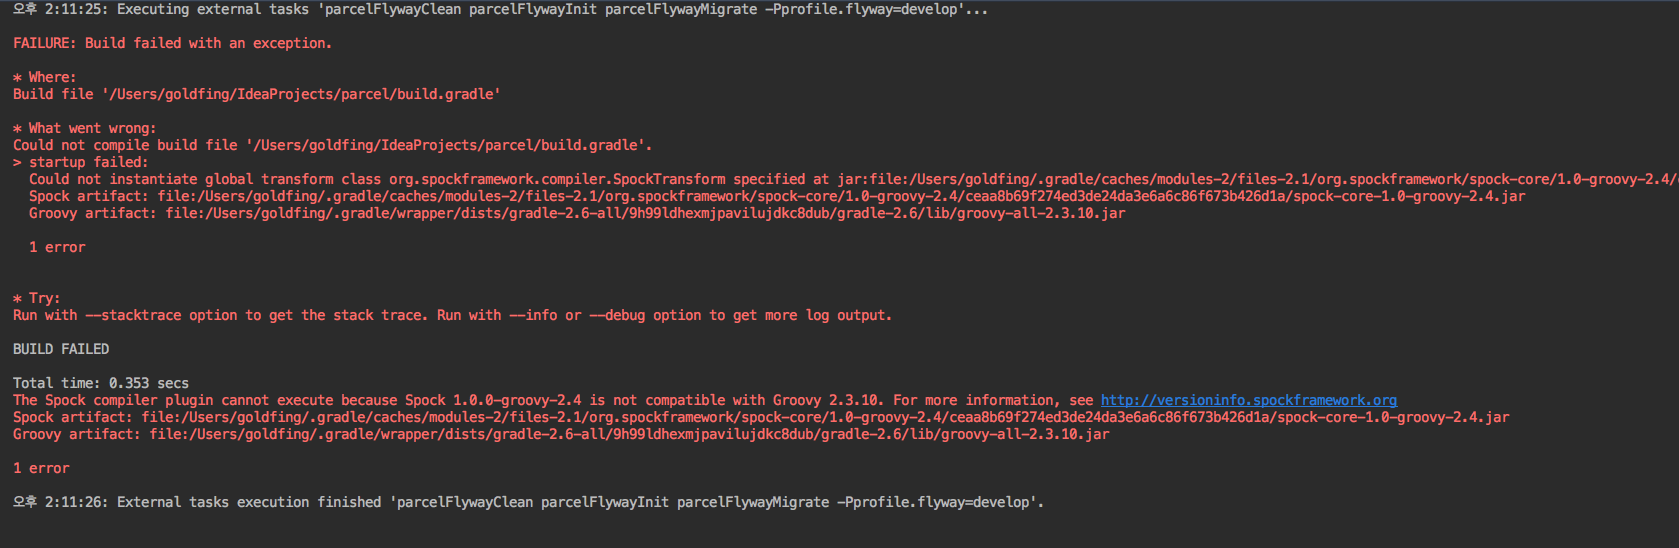 오후 2:11:25: Executing external tasks 'parcelFlywayClean parcelFlywayInit parcelFlywayMigrate -Pprofile.flyway=develop'...
FAILURE: Build failed with an exception.
* Where:
Build file '/Users/goldfing/IdeaProjects/parcel/build.gradle'
* What went wrong:
Could not compile build file '/Users/goldfing/IdeaProjects/parcel/build.gradle'.
> startup failed:
Could not instantiate global transform class org.spockframework.compiler.SpockTransform specified at jar:file:/Users/goldfing/.gradle/caches/modules-2/files-2.1/org.spockframework/spock-core/1.0-groovy-2.4/
Spock artifact: file:/Users/goldfing/.gradle/caches/modules-2/files-2.1/org.spockframework/spock-core/1.0-groovy-2.4/ceaa8b69f274ed3de24da3e6a6c86f673b426d1a/spock-core-1.0-groovy-2.4.jar
Groovy artifact: file:/Users/goldfing/.gradle/wrapper/dists/gradle-2.6-all/9h99ldhexmjpavilujdkc8dub/gradle-2.6/lib/groovy-all-2.3.10.jar
1 error
* Try:
Run with --stacktrace option to get the stack trace. Run with --info or --debug option to get more log output.
BUILD FAILED
Total time: 0.353 secs
The Spock compiler plugin cannot execute because Spock 1.0.0-groovy-2.4 is not compatible with Groovy 2.3.10. For more information, see http://versioninfo.spockframework.org
Spock artifact: file:/Users/goldfing/.gradle/caches/modules-2/files-2.1/org.spockframework/spock-core/1.0-groovy-2.4/ceaa8b69f274ed3de24da3e6a6c86f673b426d1a/spock-core-1.0-groovy-2.4.jar
Groovy artifact: file:/Users/goldfing/.gradle/wrapper/dists/gradle-2.6-all/9h99ldhexmjpavilujdkc8dub/gradle-2.6/lib/groovy-all-2.3.10.jar
1 error
오후 2:11:26: External tasks execution finished 'parcelFlywayClean parcelFlywayInit parcelFlywayMigrate -Pprofile.flyway=develop'.